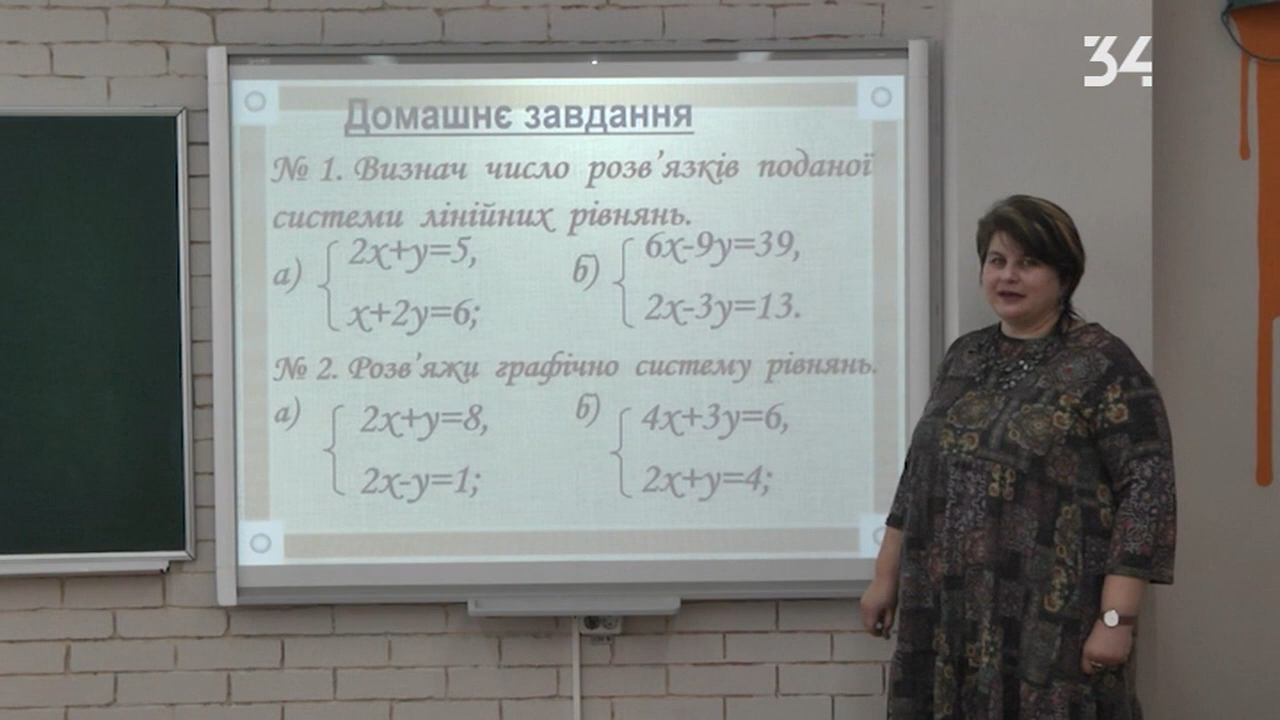 34
Домашнє завдання
№ 1. Визнач число розв'язків поданої
системи лінійних рівнянь.
а) 2x+y=5,
x+2y=6;
б) 6x-9y=39,
2x-3y=13.
№ 2. Розв'яжи графічно систему рівнянь.
а) 2x+y=8,
2x-y=1;
б) 4x+3y=6,
2x+y=4;